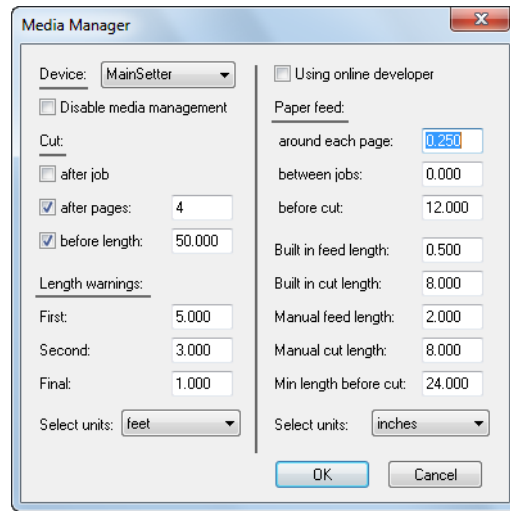 Media Manager
Device: MainSetter
Disable media management
Cut:
after job
after pages: 4
before length: 50.000
Length warnings:
First: 5.000
Second: 3.000
Final: 1.000
Select units: feet
Using online developer
Paper feed:
around each page: 0.250
between jobs: 0.000
before cut: 12.000
Built in feed length: 0.500
Built in cut length: 8.000
Manual feed length: 2.000
Manual cut length: 8.000
Min length before cut: 24.000
Select units: inches
OK Cancel